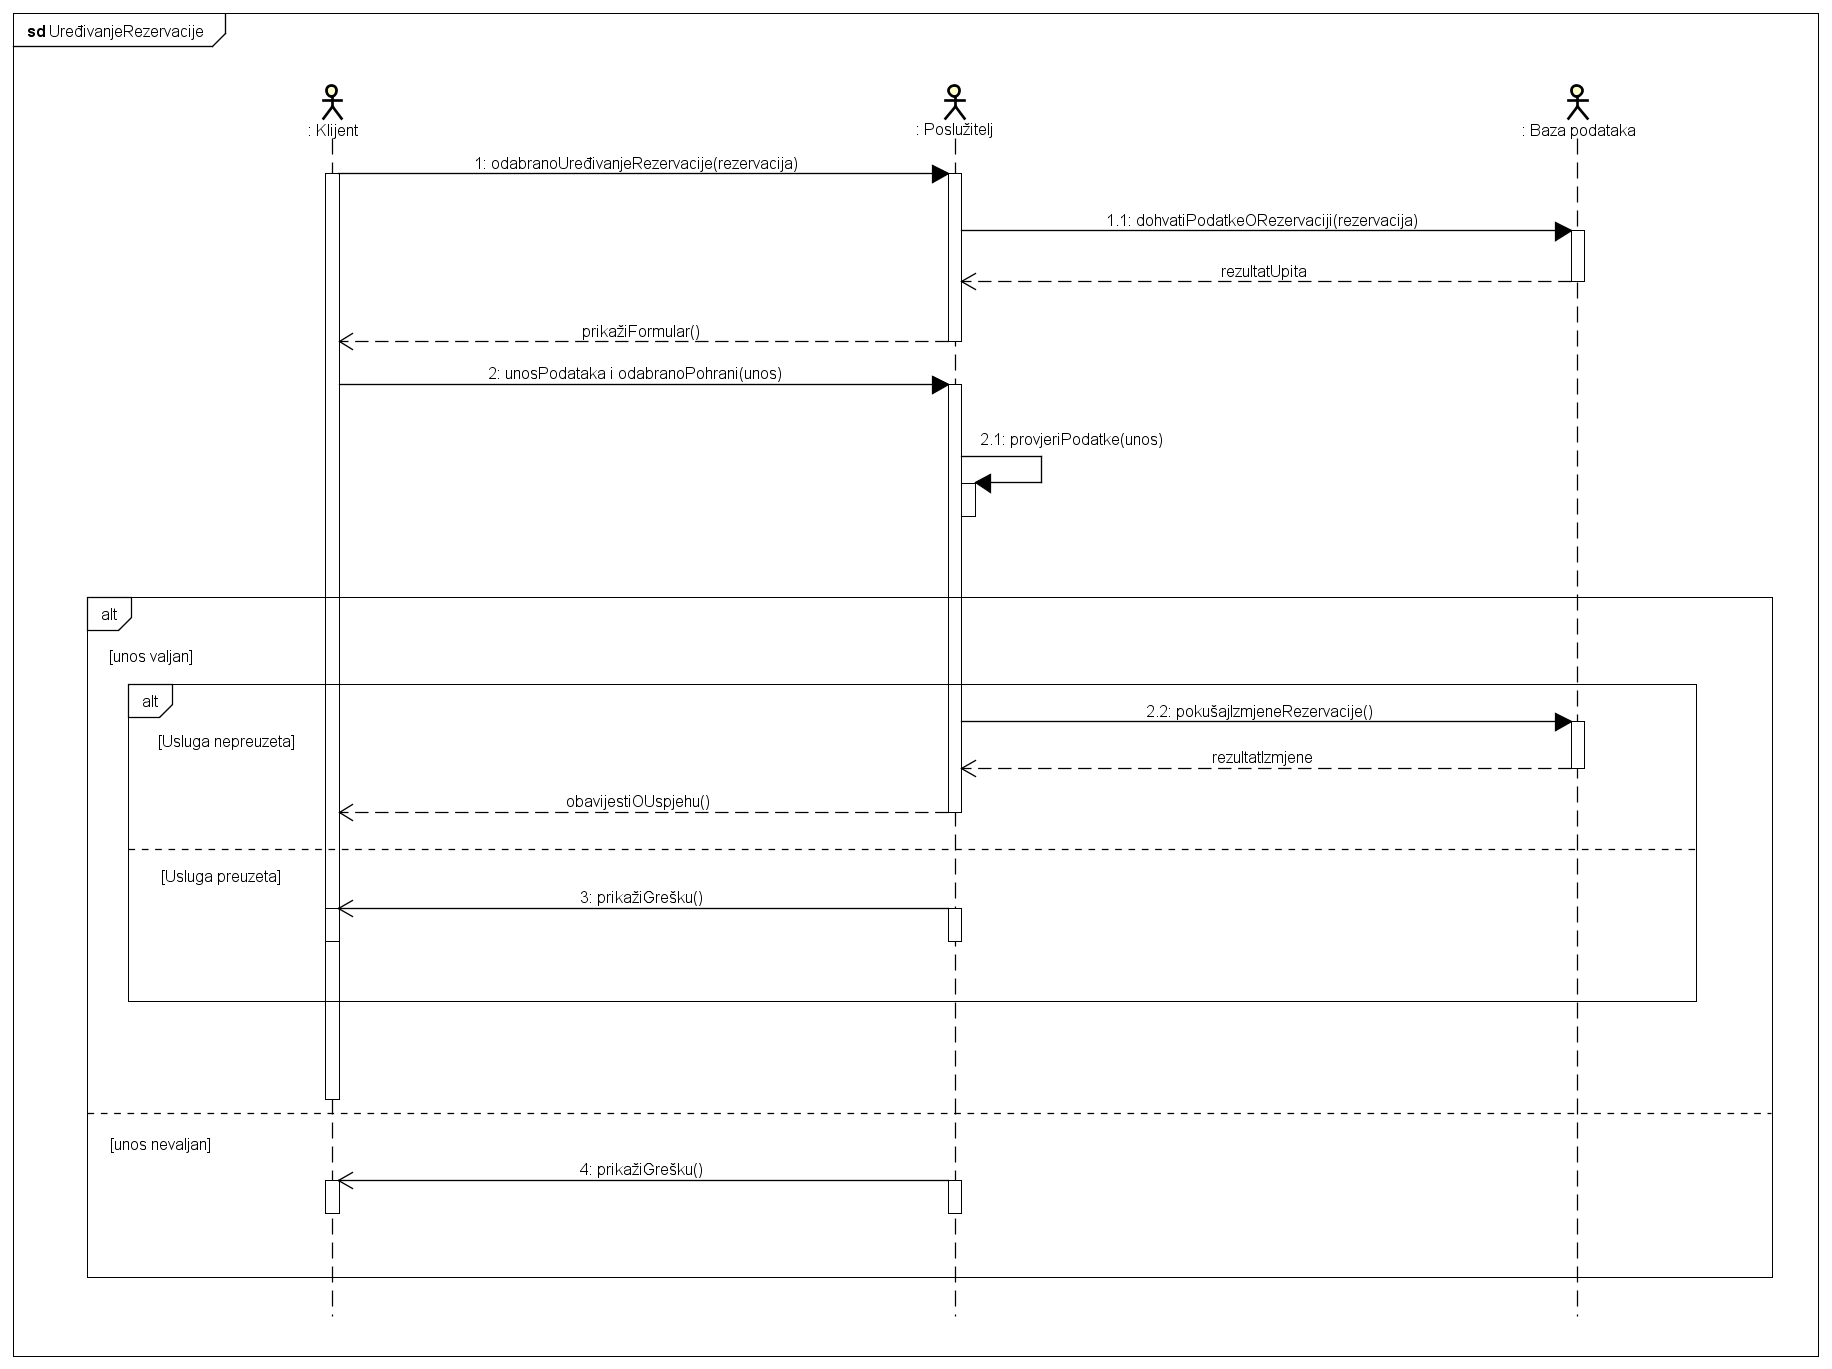 sd UređivanjeRezervacije
: Klijent
: Poslužitelj
: Baza podataka
1: odabranoUređivanjeRezervacije(rezervacija)
1.1: dohvatiPodatkeORezervaciji(rezervacija)
rezultatUpita
prikažiFormular()
2: unosPodataka i odabranoPohrani(unos)
2.1: provjeriPodatke(unos)
alt
[unos valjan]
alt
2.2: pokušajIzmjeneRezervacije()
[Usluga nepreuzeta]
rezultatIzmjene
obavijestiOUspjehu()
[Usluga preuzeta]
3: prikažiGrešku()
[unos nevaljan]
4: prikažiGrešku()